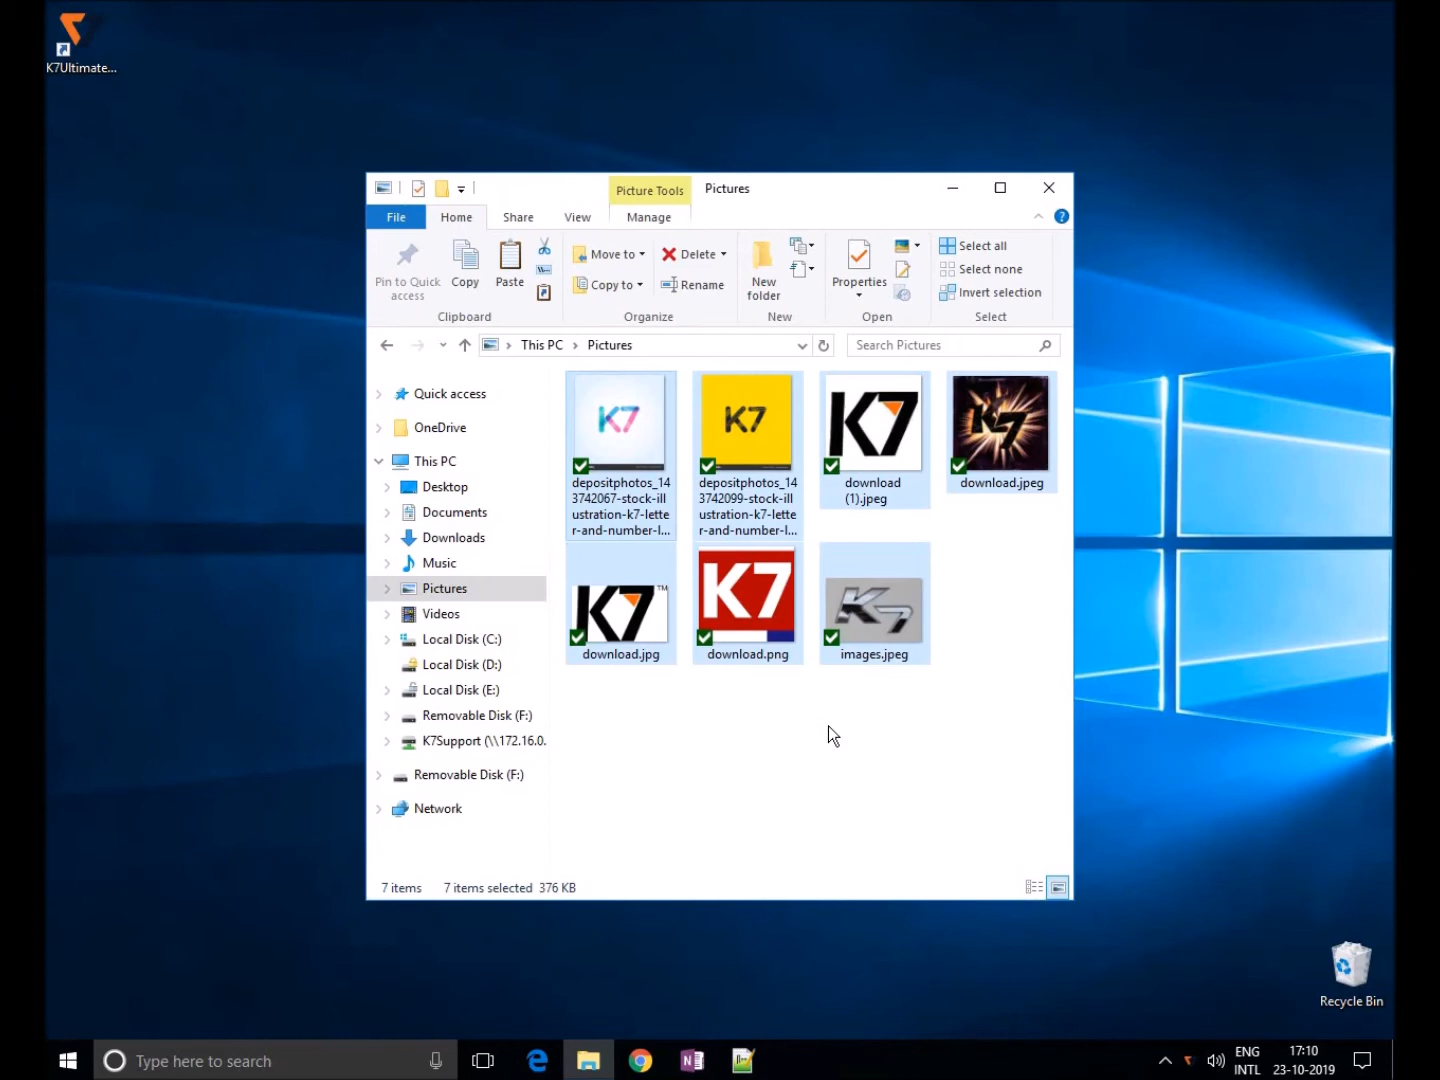 K7Ultimate...
Picture Tools
Pictures
File
Home
Share
View
Manage
Pin to Quick
access
Copy
Paste
Move to
Copy to
Delete
Rename
New
folder
Properties
Select all
Select none
Invert selection
Clipboard
Organize
New
Open
Select
This PC
Pictures
Search Pictures
Quick access
OneDrive
This PC
Desktop
Documents
Downloads
Music
Pictures
Videos
Local Disk (C:)
Local Disk (D:)
Local Disk (E:)
Removable Disk (F:)
K7Support (\\172.16.0.
Removable Disk (F:)
Network
K7
depositphotos_14
3742067-stock-ill
ustration-k7-lette
r-and-number-l...
K7
depositphotos_14
3742099-stock-ill
ustration-k7-lette
r-and-number-l...
K7
download
(1).jpeg
K7
download.jpeg
K7™
download.jpg
K7
download.png
K7
images.jpeg
7 items
7 items selected 376 KB
Recycle Bin
Type here to search
ENG
INTL
17:10
23-10-2019